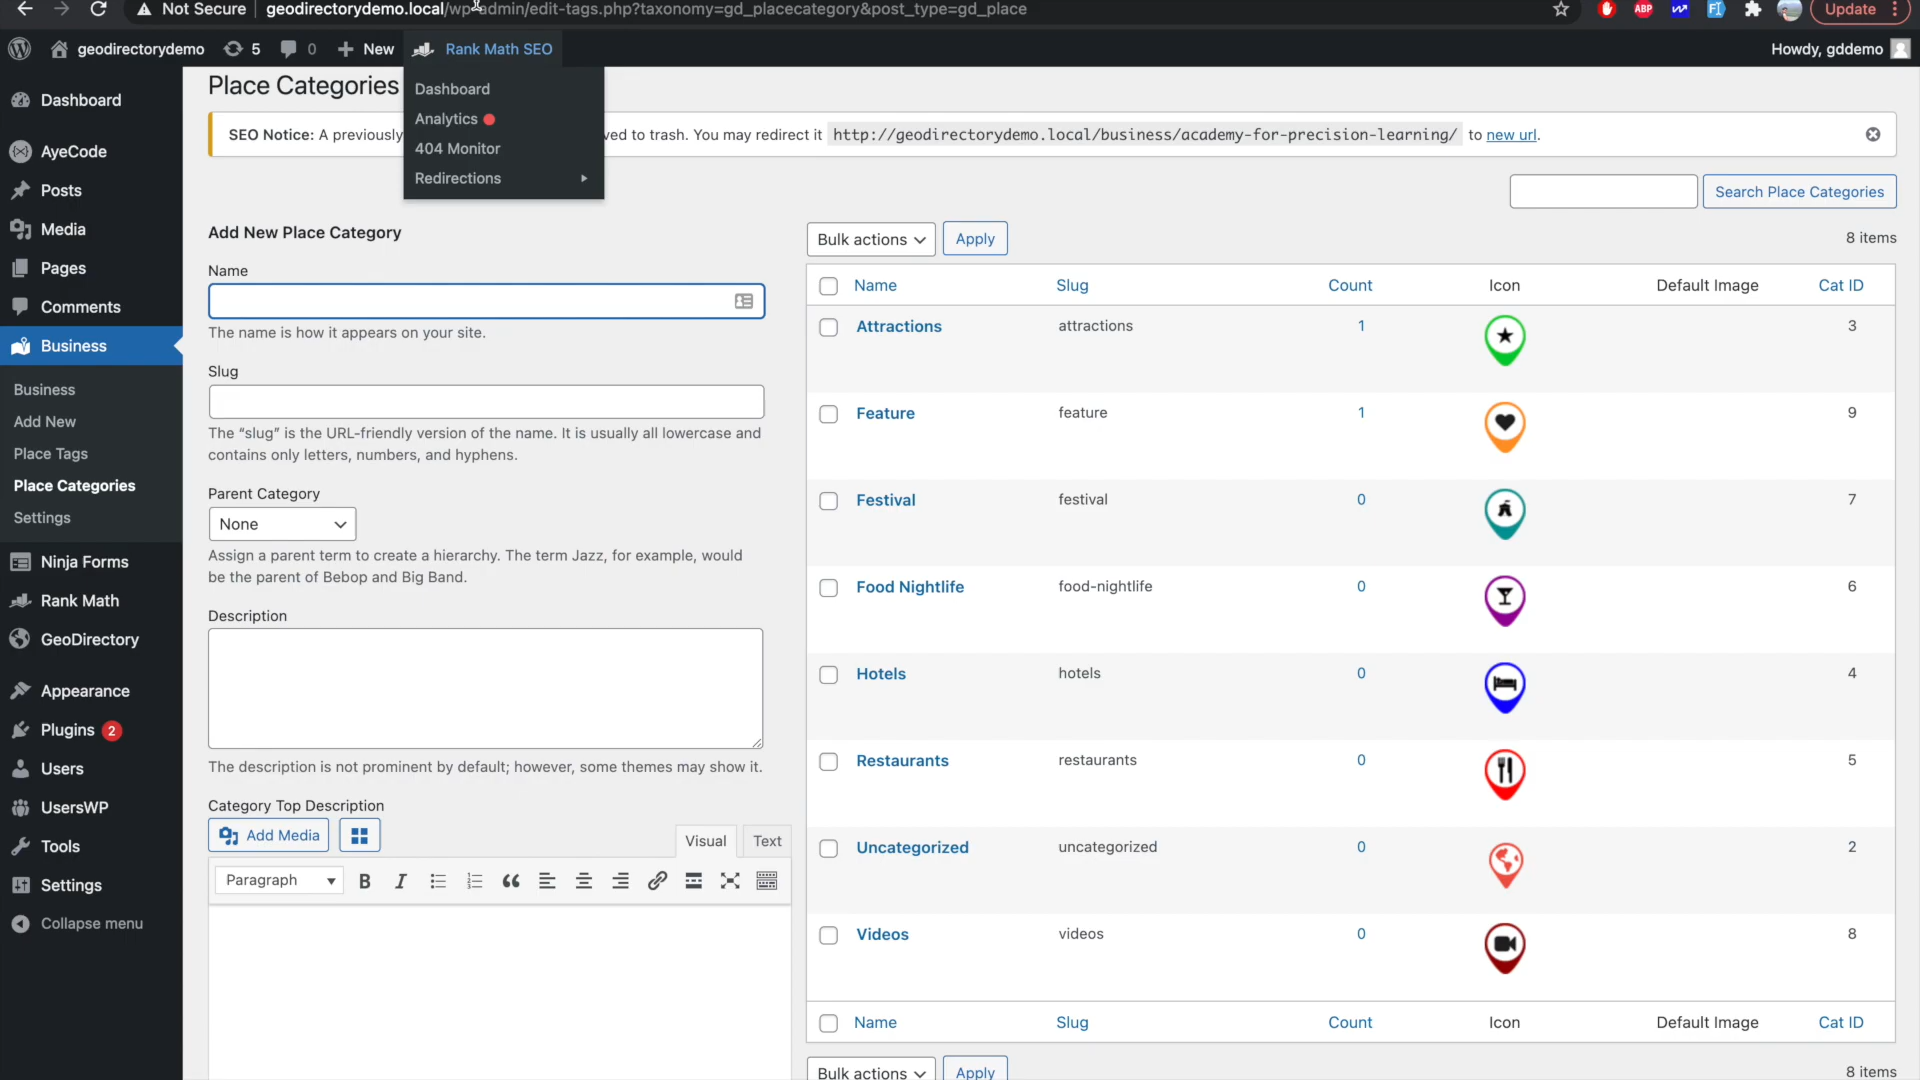 Not Secure geodirectorydemo.local/wp-admin/edit-tags.php?taxonomy=gd_placecategory&post_type=gd_place
ABP
Update
geodirectorydemo 5 0 New Rank Math SEO
Howdy, gddemo
Dashboard
AyeCode
Posts
Media
Pages
Comments
Business
Business
Add New
Place Tags
Place Categories
Settings
Ninja Forms
Rank Math
GeoDirectory
Appearance
Plugins 2
Users
UsersWP
Tools
Settings
Collapse menu
Dashboard
Analytics
404 Monitor
Redirections
Place Categories
SEO Notice: A previously ved to trash. You may redirect it http://geodirectorydemo.local/business/academy-for-precision-learning/ to new url.
Search Place Categories
Add New Place Category
Name
The name is how it appears on your site.
Slug
The “slug” is the URL-friendly version of the name. It is usually all lowercase and
contains only letters, numbers, and hyphens.
Parent Category
None
Assign a parent term to create a hierarchy. The term Jazz, for example, would
be the parent of Bebop and Big Band.
Description
The description is not prominent by default; however, some themes may show it.
Category Top Description
Add Media
Visual Text
Paragraph B I
Bulk actions Apply
8 items
Name Slug Count Icon Default Image Cat ID
Attractions attractions 1 3
Feature feature 1 9
Festival festival 0 7
Food Nightlife food-nightlife 0 6
Hotels hotels 0 4
Restaurants restaurants 0 5
Uncategorized uncategorized 0 2
Videos videos 0 8
Name Slug Count Icon Default Image Cat ID
Bulk actions Apply
8 items